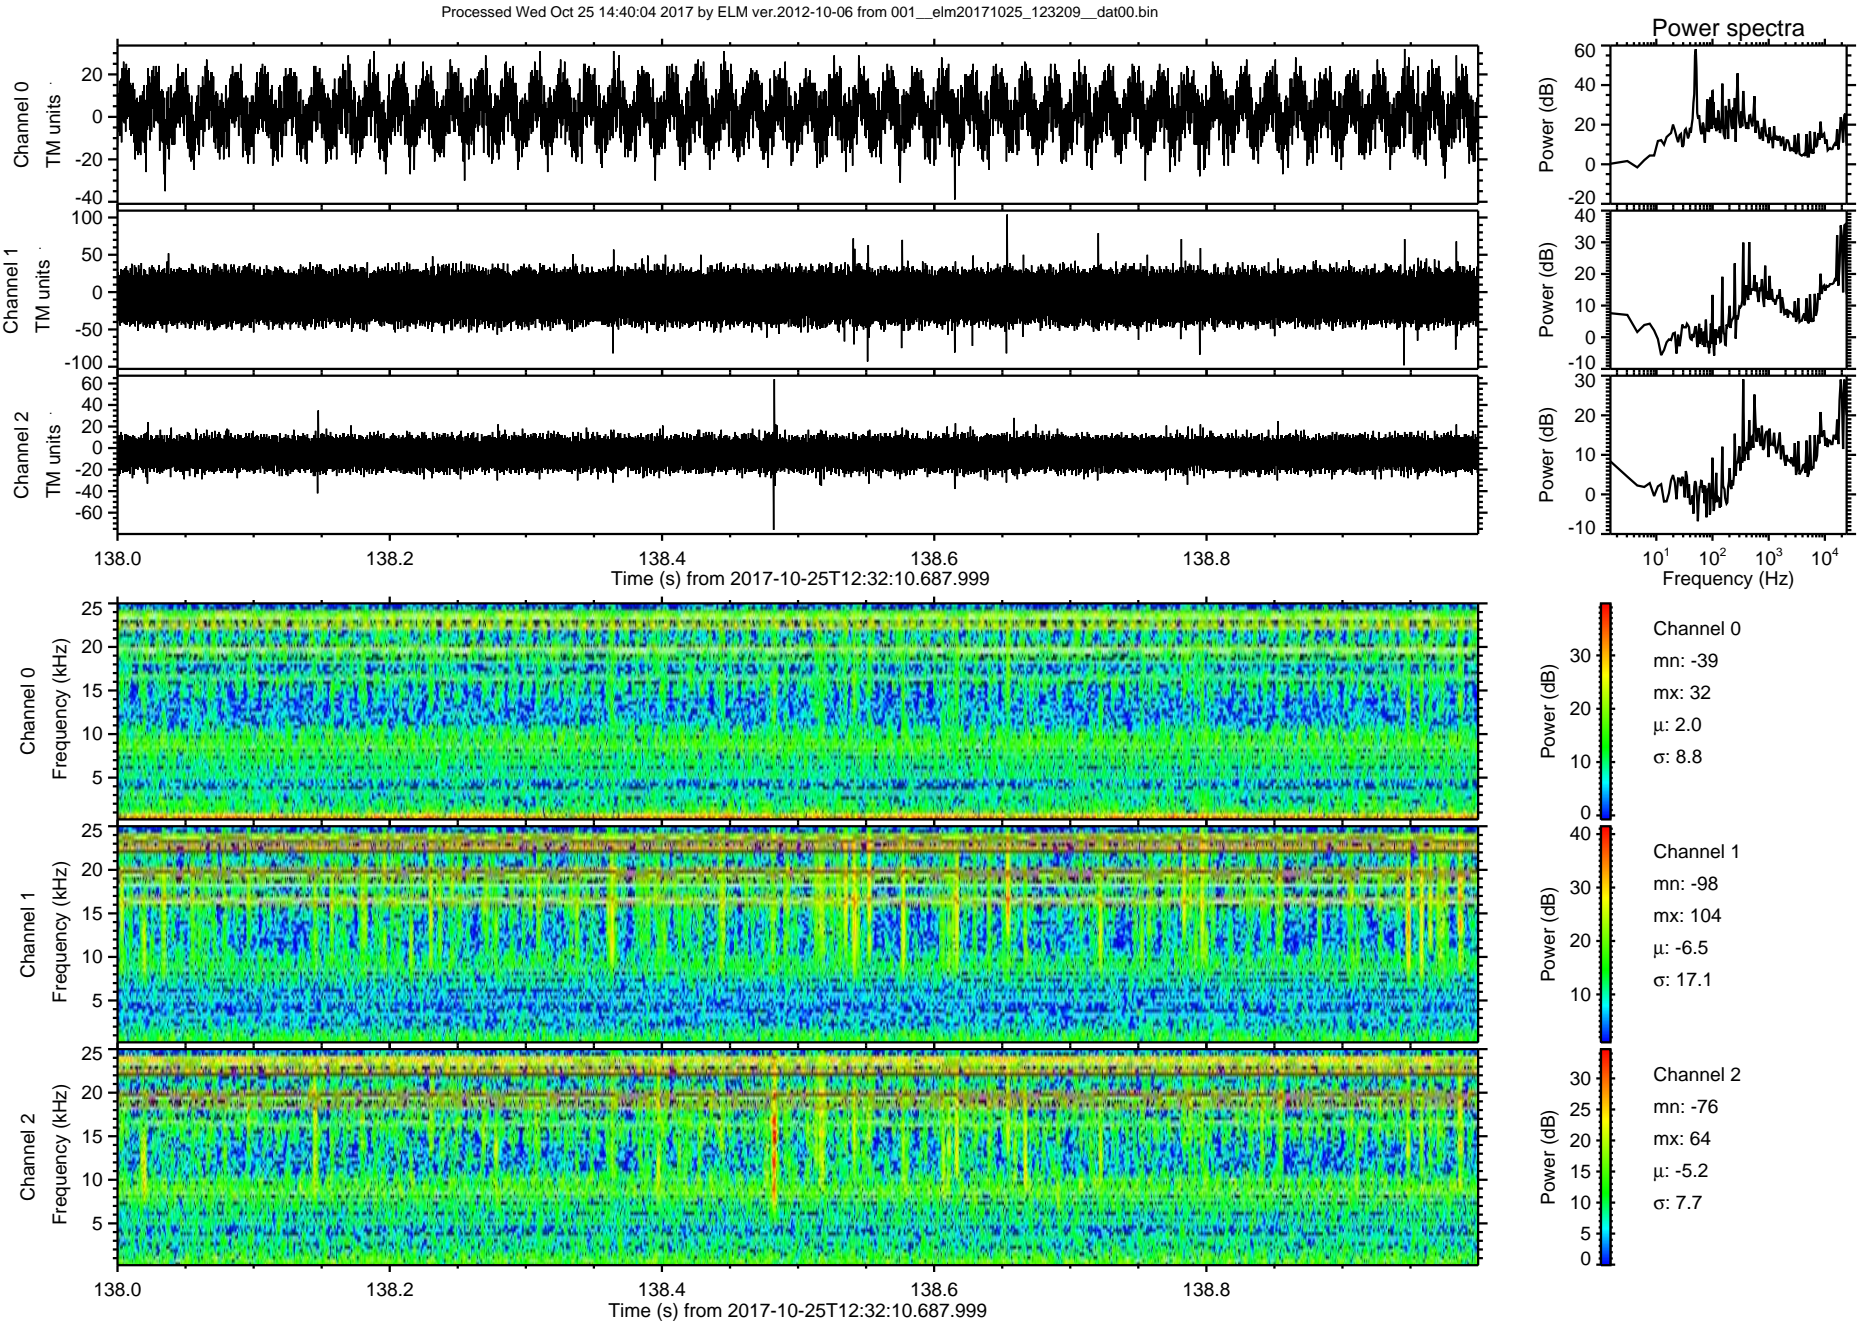 Processed Wed Oct 25 14:40:04 2017 by ELM ver.2012-10-06 from 001__elm20171025_123209__dat00.bin
Power spectra
Channel 0
TM units
20
0
-20
-40
Power (dB)
60
40
20
0
-20
Channel 1
TM units
100
50
0
-50
-100
Power (dB)
40
30
20
10
0
-10
Channel 2
TM units
60
40
20
0
-20
-40
-60
Power (dB)
30
20
10
0
-10
138.0 138.2 138.4 138.6 138.8
Time (s) from 2017-10-25T12:32:10.687.999
10^1 10^2 10^3 10^4
Frequency (Hz)
Channel 0
Frequency (kHz)
25
20
15
10
5
Power (dB)
30
20
10
0
Channel 0
mn: -39
mx: 32
μ: 2.0
σ: 8.8
Channel 1
Frequency (kHz)
25
20
15
10
5
Power (dB)
40
30
20
10
Channel 1
mn: -98
mx: 104
μ: -6.5
σ: 17.1
Channel 2
Frequency (kHz)
25
20
15
10
5
Power (dB)
30
25
20
15
10
5
0
Channel 2
mn: -76
mx: 64
μ: -5.2
σ: 7.7
138.0 138.2 138.4 138.6 138.8
Time (s) from 2017-10-25T12:32:10.687.999